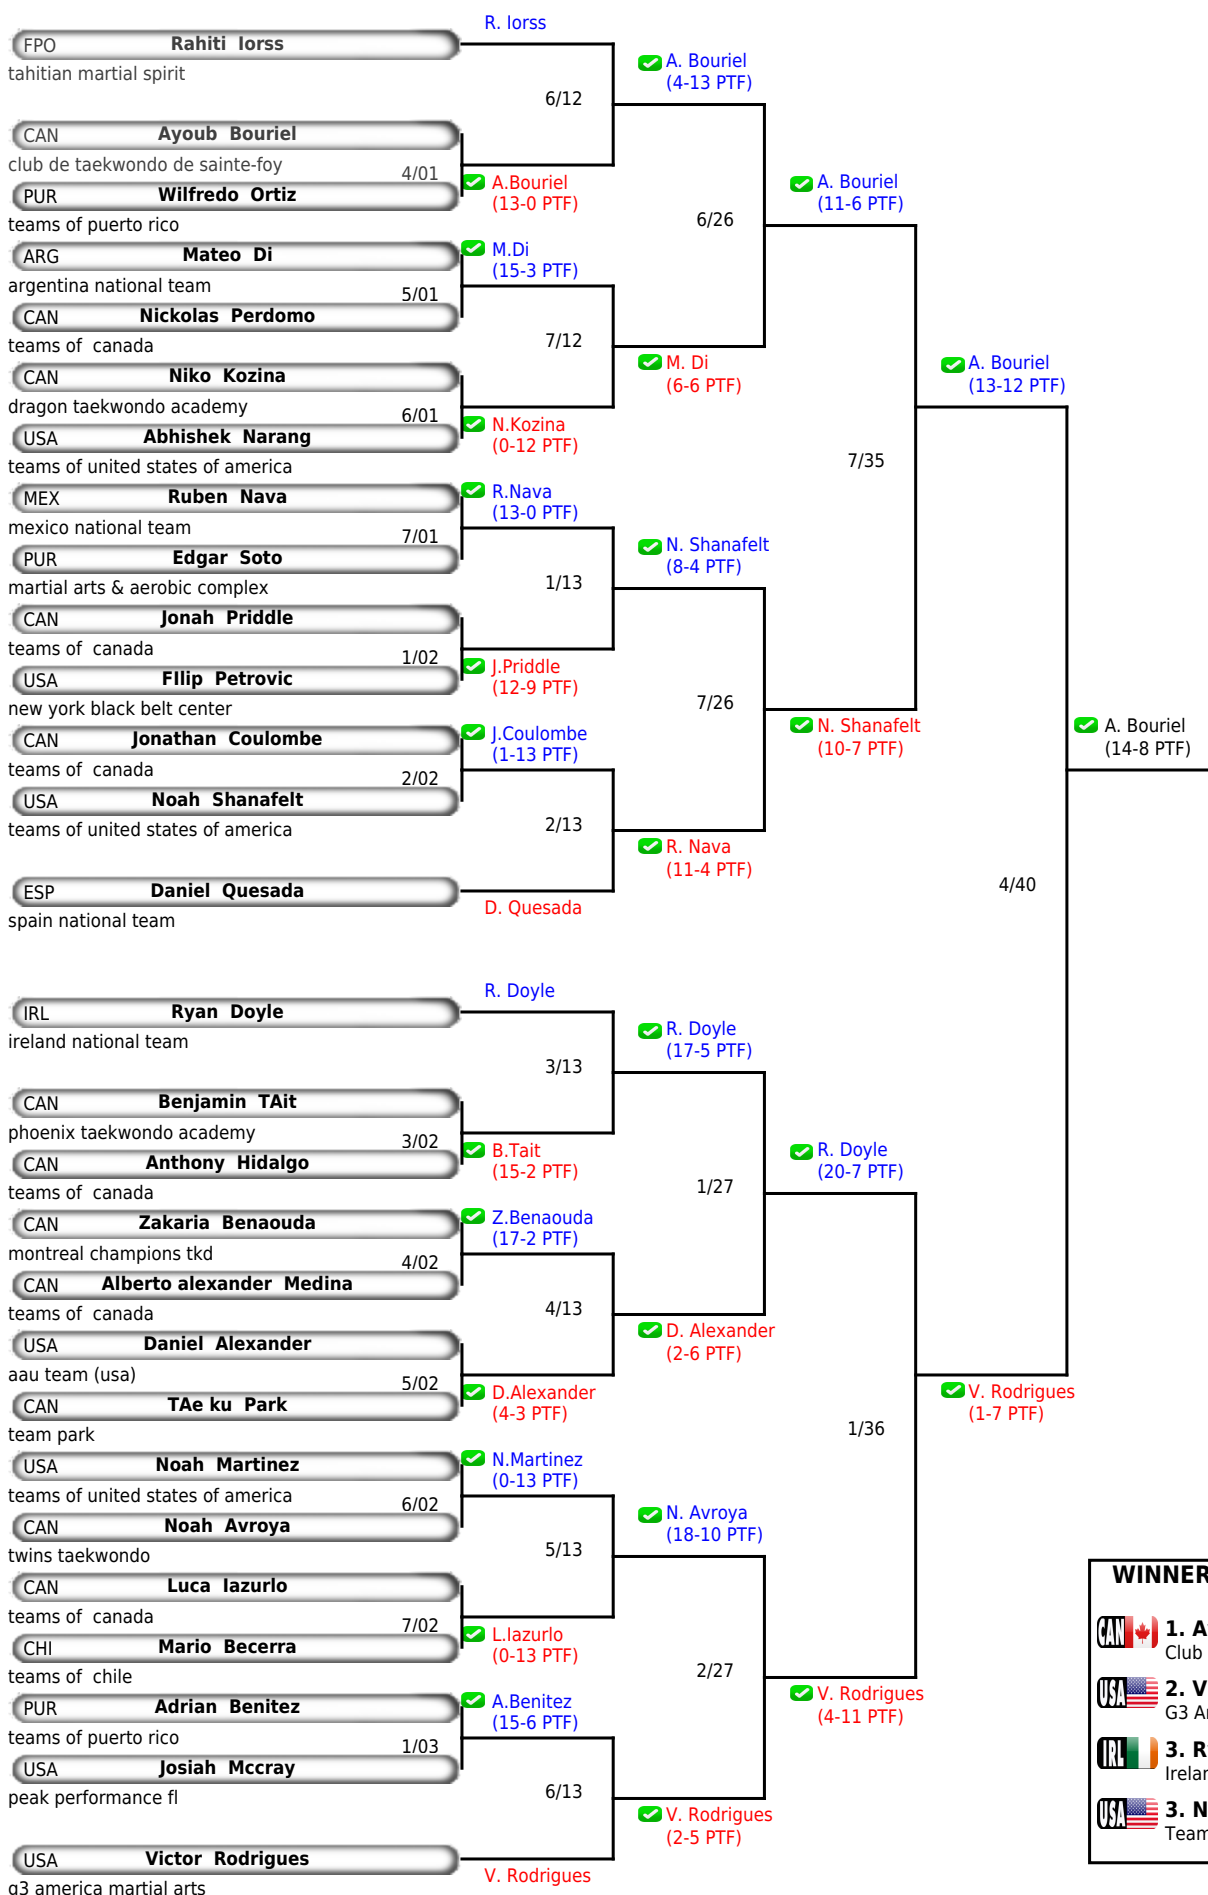 R. Iorss
FPO Rahiti Iorss
tahitian martial spirit
A. Bouriel
(4-13 PTF)
6/12
CAN Ayoub Bouriel
club de taekwondo de sainte-foy
4/01
PUR Wilfredo Ortiz
teams of puerto rico
A.Bouriel
(13-0 PTF)
A. Bouriel
(11-6 PTF)
6/26
ARG Mateo Di
argentina national team
M.Di
(15-3 PTF)
5/01
CAN Nickolas Perdomo
teams of canada
7/12
M. Di
(6-6 PTF)
A. Bouriel
(13-12 PTF)
CAN Niko Kozina
dragon taekwondo academy
6/01
USA Abhishek Narang
teams of united states of america
N.Kozina
(0-12 PTF)
7/35
MEX Ruben Nava
mexico national team
R.Nava
(13-0 PTF)
7/01
PUR Edgar Soto
martial arts & aerobic complex
N. Shanafelt
(8-4 PTF)
1/13
CAN Jonah Priddle
teams of canada
1/02
USA FIlip Petrovic
new york black belt center
J.Priddle
(12-9 PTF)
7/26
N. Shanafelt
(10-7 PTF)
A. Bouriel
(14-8 PTF)
CAN Jonathan Coulombe
teams of canada
J.Coulombe
(1-13 PTF)
2/02
USA Noah Shanafelt
teams of united states of america
2/13
R. Nava
(11-4 PTF)
4/40
ESP Daniel Quesada
spain national team
D. Quesada
R. Doyle
IRL Ryan Doyle
ireland national team
R. Doyle
(17-5 PTF)
3/13
CAN Benjamin TAit
phoenix taekwondo academy
3/02
CAN Anthony Hidalgo
teams of canada
B.Tait
(15-2 PTF)
R. Doyle
(20-7 PTF)
1/27
CAN Zakaria Benaouda
montreal champions tkd
Z.Benaouda
(17-2 PTF)
4/02
CAN Alberto alexander Medina
teams of canada
4/13
D. Alexander
(2-6 PTF)
USA Daniel Alexander
aau team (usa)
5/02
CAN TAe ku Park
team park
D.Alexander
(4-3 PTF)
V. Rodrigues
(1-7 PTF)
1/36
USA Noah Martinez
teams of united states of america
N.Martinez
(0-13 PTF)
6/02
CAN Noah Avroya
twins taekwondo
N. Avroya
(18-10 PTF)
5/13
CAN Luca Iazurlo
teams of canada
7/02
CHI Mario Becerra
teams of chile
L.Iazurlo
(0-13 PTF)
2/27
V. Rodrigues
(4-11 PTF)
PUR Adrian Benitez
teams of puerto rico
A.Benitez
(15-6 PTF)
1/03
USA Josiah Mccray
peak performance fl
6/13
V. Rodrigues
(2-5 PTF)
USA Victor Rodrigues
g3 america martial arts
V. Rodrigues
WINNER
CAN 1. A
Club
USA 2. V
G3 A
IRL 3. R
Irela
USA 3. N
Team